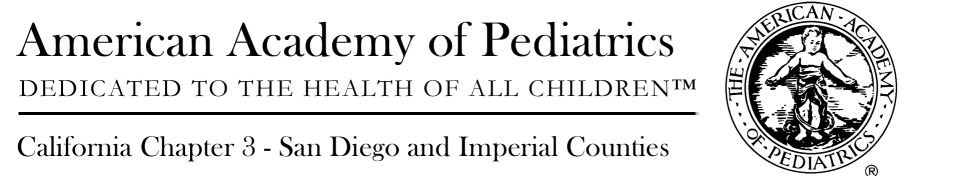 American Academy of Pediatrics
DEDICATED TO THE HEALTH OF ALL CHILDREN™
California Chapter 3 - San Diego and Imperial Counties
·THE·AMERICAN·ACADEMY·
OF·PEDIATRICS
®